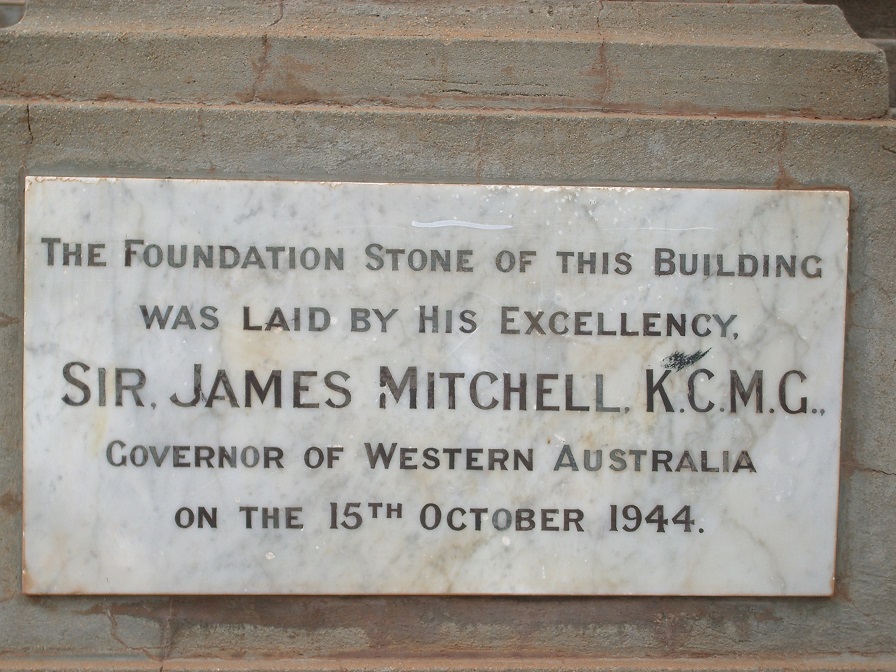 The Foundation Stone of this Building
was laid by His Excellency,
Sir. James Mitchell. K.C.M.G.,
Governor of Western Australia
on the 15th October 1944.